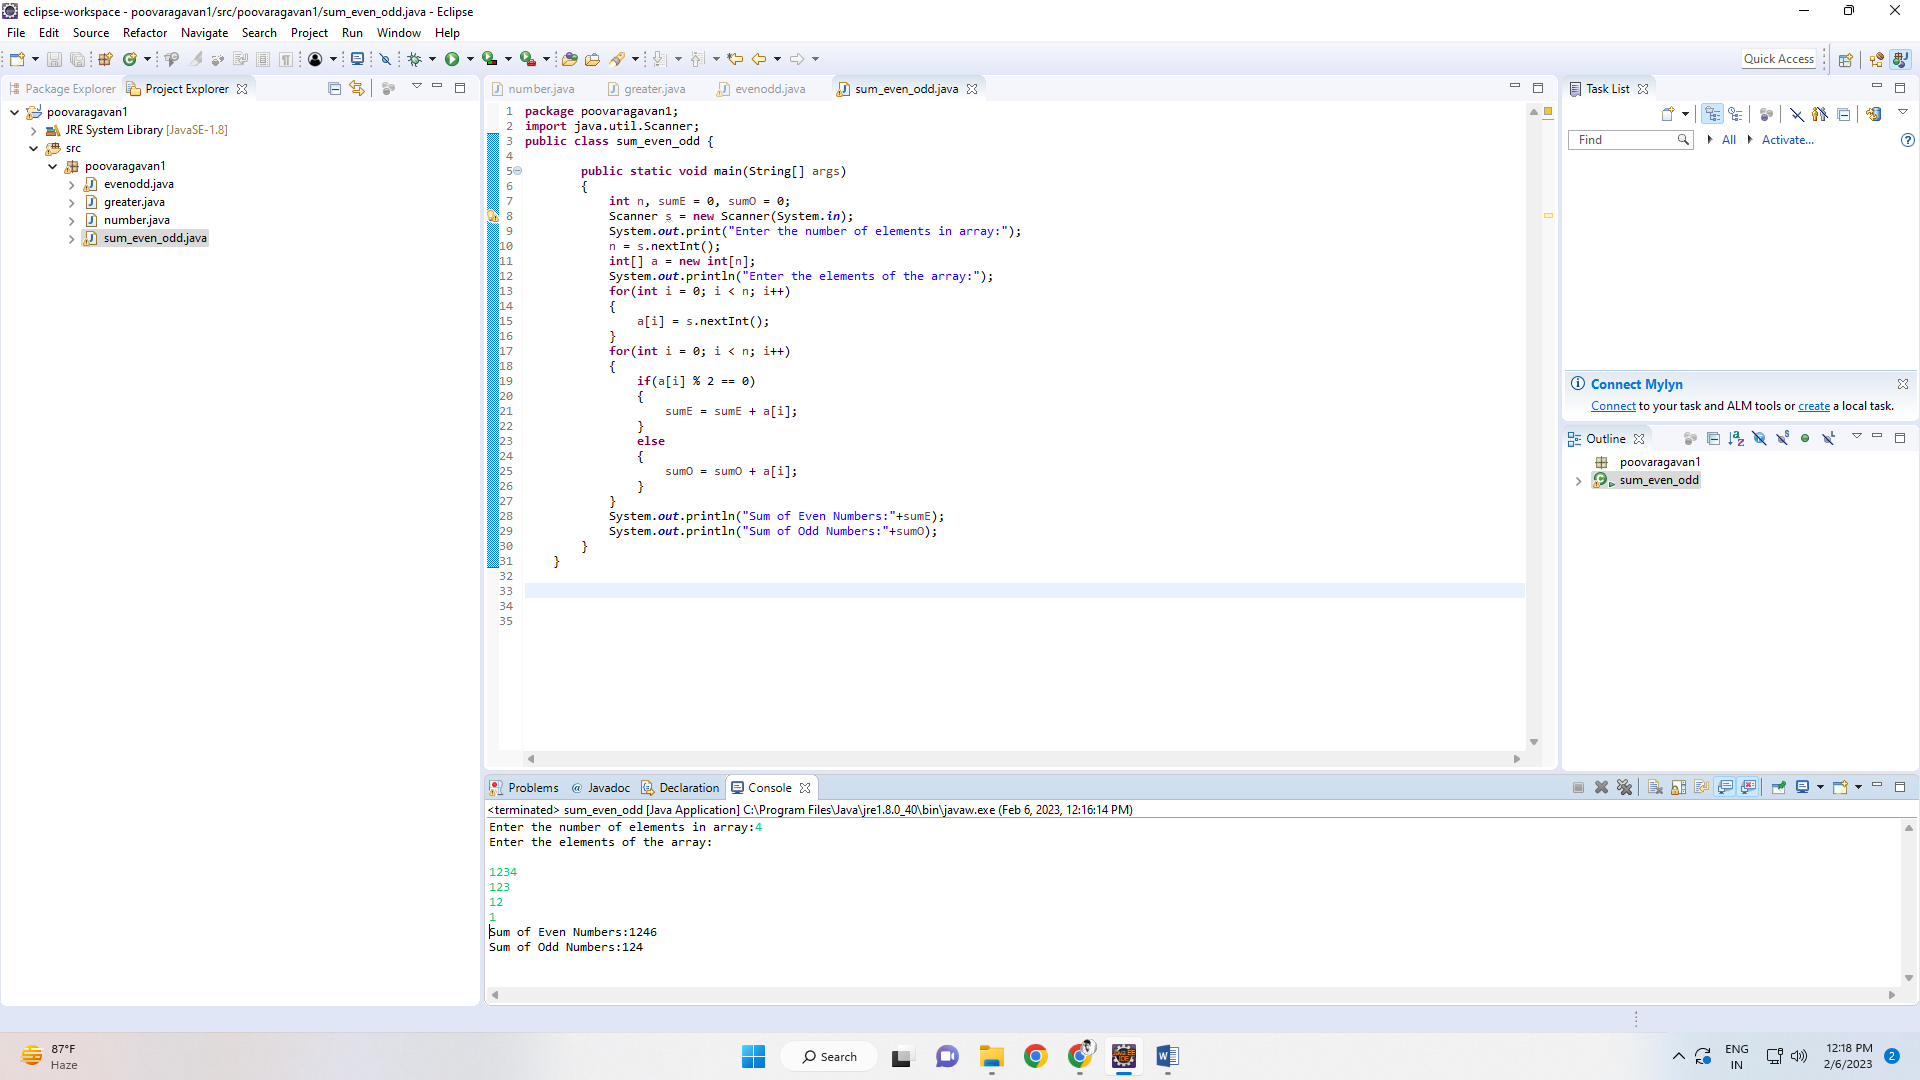 eclipse-workspace - poovaragavan1/src/poovaragavan1/sum_even_odd.java - Eclipse
File Edit Source Refactor Navigate Search Project Run Window Help
Quick Access
Package Explorer Project Explorer
poovaragavan1
JRE System Library [JavaSE-1.8]
src
poovaragavan1
evenodd.java
greater.java
number.java
sum_even_odd.java
number.java greater.java evenodd.java sum_even_odd.java
1 package poovaragavan1;
2 import java.util.Scanner;
3 public class sum_even_odd {
4
5 public static void main(String[] args)
6 {
7 int n, sumE = 0, sumO = 0;
8 Scanner s = new Scanner(System.in);
9 System.out.print("Enter the number of elements in array:");
10 n = s.nextInt();
11 int[] a = new int[n];
12 System.out.println("Enter the elements of the array:");
13 for(int i = 0; i < n; i++)
14 {
15 a[i] = s.nextInt();
16 }
17 for(int i = 0; i < n; i++)
18 {
19 if(a[i] % 2 == 0)
20 {
21 sumE = sumE + a[i];
22 }
23 else
24 {
25 sumO = sumO + a[i];
26 }
27 }
28 System.out.println("Sum of Even Numbers:"+sumE);
29 System.out.println("Sum of Odd Numbers:"+sumO);
30 }
31 }
32
33
34
35
Task List
Find All Activate...
Connect Mylyn
Connect to your task and ALM tools or create a local task.
Outline
poovaragavan1
sum_even_odd
Problems @ Javadoc Declaration Console
<terminated> sum_even_odd [Java Application] C:\Program Files\Java\jre1.8.0_40\bin\javaw.exe (Feb 6, 2023, 12:16:14 PM)
Enter the number of elements in array:4
Enter the elements of the array:
1234
123
12
1
Sum of Even Numbers:1246
Sum of Odd Numbers:124
87°F
Haze
Search
ENG
IN
12:18 PM
2/6/2023
2